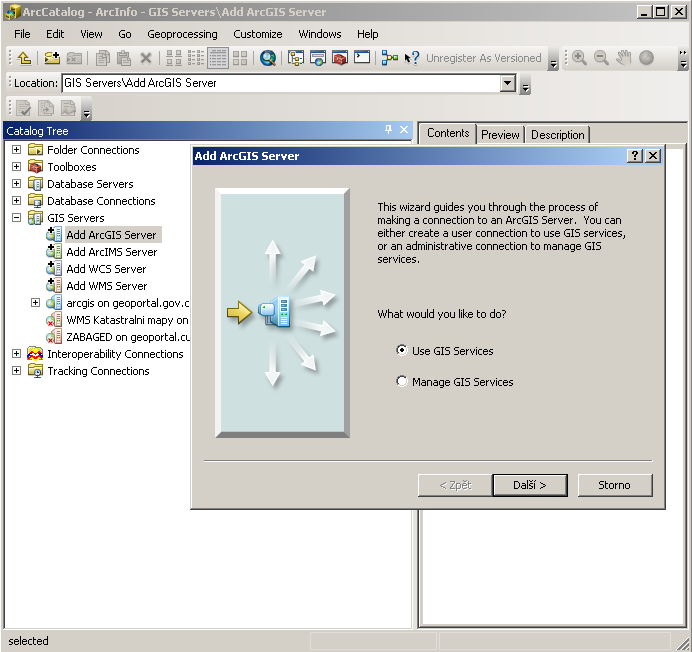 ArcCatalog - ArcInfo - GIS Servers\Add ArcGIS Server
File Edit View Go Geoprocessing Customize Windows Help
Unregister As Versioned
Location: GIS Servers\Add ArcGIS Server
Catalog Tree
Contents Preview Description
Folder Connections
Toolboxes
Database Servers
Database Connections
GIS Servers
Add ArcGIS Server
Add ArcIMS Server
Add WCS Server
Add WMS Server
arcgis on geoportal.gov.c
WMS Katastralni mapy on
ZABAGED on geoportal.cu
Interoperability Connections
Tracking Connections
Add ArcGIS Server
This wizard guides you through the process of
making a connection to an ArcGIS Server. You can
either create a user connection to use GIS services,
or an administrative connection to manage GIS
services.
What would you like to do?
Use GIS Services
Manage GIS Services
< Zpět Další > Storno
selected